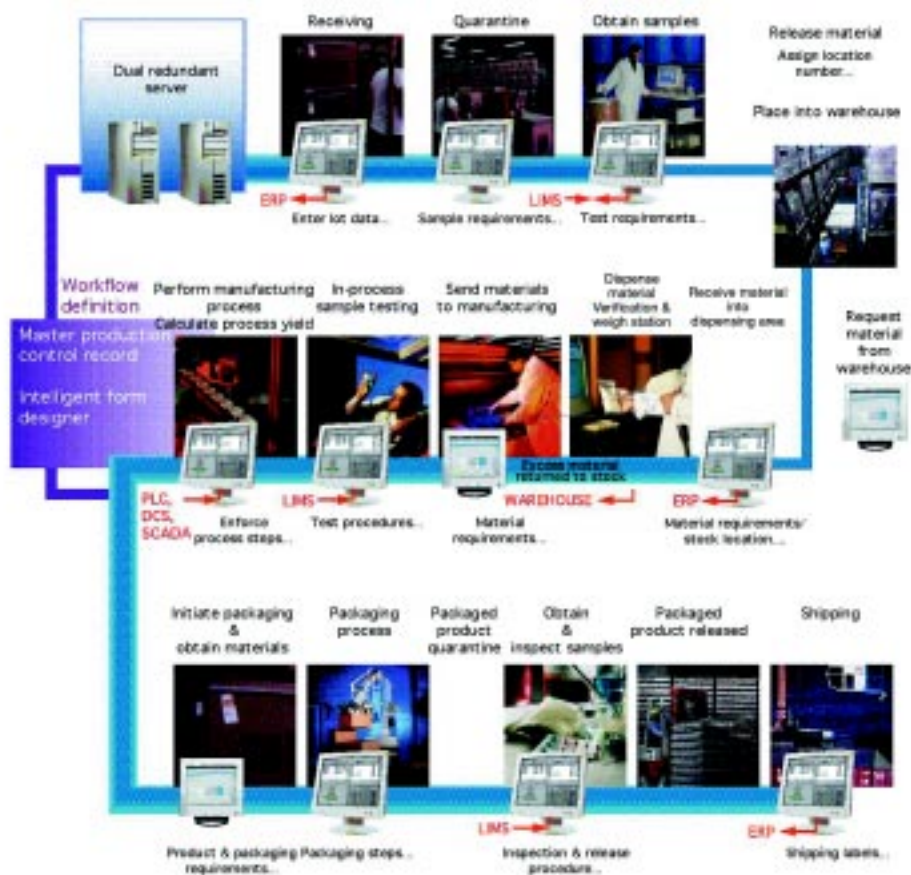 Receiving
Quarantine
Obtain samples
Release material
Assign location
number...
Place into warehouse
Dual redundant
server
ERP
Enter lot data...
Sample requirements...
LIMS
Test requirements...
Workflow
definition
Master production
control record
Intelligent form
designer
Perform manufacturing
process
Calculate process yield
In-process
sample testing
Send materials
to manufacturing
Dispense
material
Verification &
weigh station
Receive material
into
dispensing area
Request
material
from
warehouse
PLC,
DCS,
SCADA
Enforce
process steps...
LIMS
Test procedures...
Material
requirements...
Excess material
returned to stock
WAREHOUSE
ERP
Material requirements/
stock location...
Initiate packaging
&
obtain materials
Packaging
process
Packaged
product
quarantine
Obtain
&
inspect samples
Packaged
product released
Shipping
Product & packaging
requirements...
Packaging steps...
LIMS
Inspection & release
procedure...
ERP
Shipping labels...